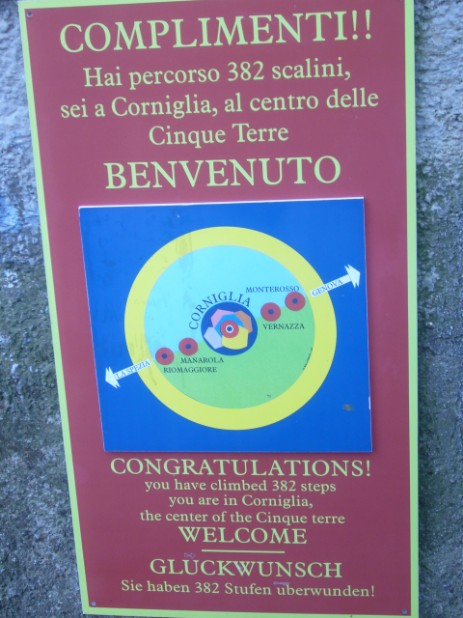 COMPLIMENTI!!
Hai percorso 382 scalini,
sei a Corniglia, al centro delle
Cinque Terre
BENVENUTO
GENOVA
MONTEROSSO
VERNAZZA
CORNIGLIA
MANAROLA
RIOMAGGIORE
LA SPEZIA
CONGRATULATIONS!
you have climbed 382 steps
you are in Corniglia,
the center of the Cinque terre
WELCOME
GLUCKWUNSCH
Sie haben 382 Stufen uberwunden!